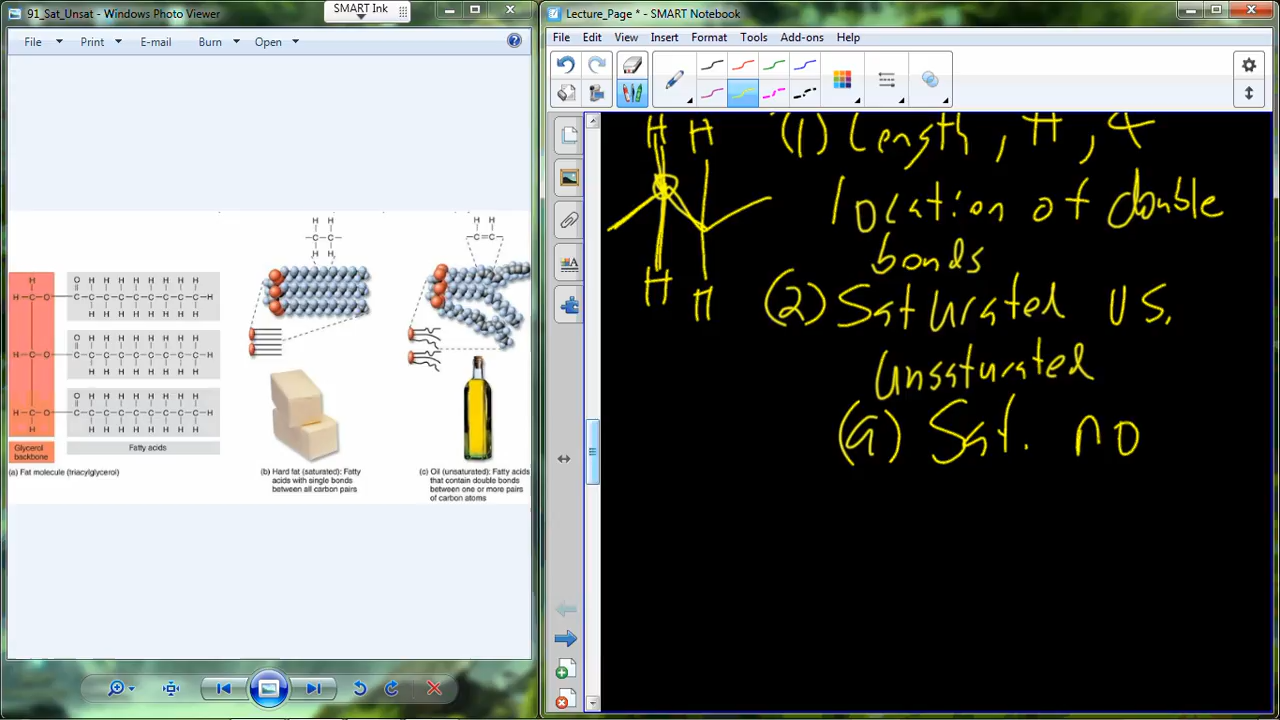 91_Sat_Unsat - Windows Photo Viewer
SMART Ink
File Print E-mail Burn Open
H H
C C
H H
H H
C=C
H
O H H H H H H H H
H C O C C C C C C C C C H
H H H H H H H H
O H H H H H H H H
H C O C C C C C C C C C H
H H H H H H H H
O H H H H H H H H
H C O C C C C C C C C C H
H H H H H H H H H
Glycerol
backbone
Fatty acids
(a) Fat molecule (triacylglycerol)
(b) Hard fat (saturated): Fatty
acids with single bonds
between all carbon pairs
(c) Oil (unsaturated): Fatty acids
that contain double bonds
between one or more pairs
of carbon atoms
Lecture_Page * - SMART Notebook
File Edit View Insert Format Tools Add-ons Help
H H
H H
(1) Length, #, &
location of double
bonds
(2) Saturated vs.
Unsaturated
(a) Sat. no